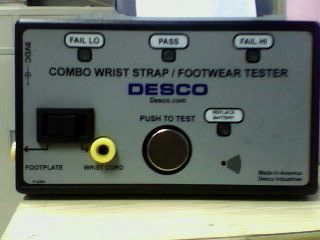 FAIL LO PASS FAIL HI
9VDC
COMBO WRIST STRAP / FOOTWEAR TESTER
DESCO
Desco.com
PUSH TO TEST
REPLACE
BATTERY
FOOTPLATE
WRIST CORD
Made in America
Desco Industries